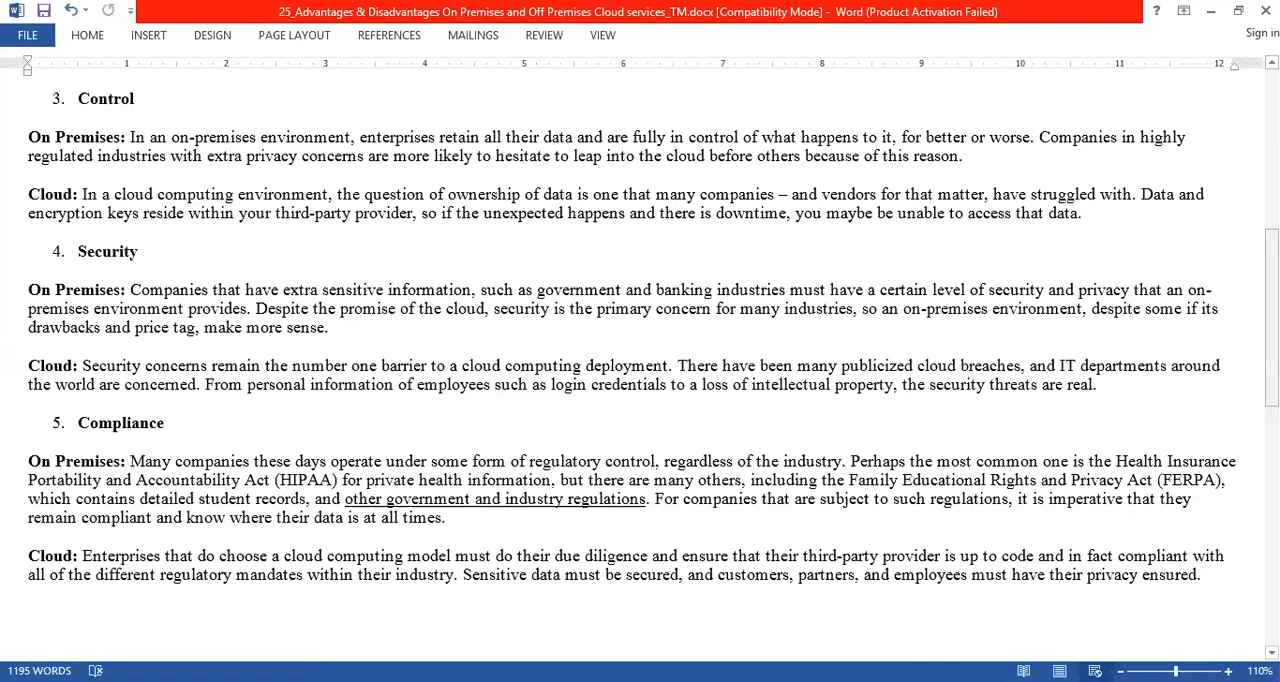 25_Advantages & Disadvantages On Premises and Off Premises Cloud services_TM.docx [Compatibility Mode] - Word (Product Activation Failed)
?
FILE HOME INSERT DESIGN PAGE LAYOUT REFERENCES MAILINGS REVIEW VIEW Sign in
1 2 3 4 5 6 7 8 9 10 11 12
3. Control
On Premises: In an on-premises environment, enterprises retain all their data and are fully in control of what happens to it, for better or worse. Companies in highly
regulated industries with extra privacy concerns are more likely to hesitate to leap into the cloud before others because of this reason.
Cloud: In a cloud computing environment, the question of ownership of data is one that many companies – and vendors for that matter, have struggled with. Data and
encryption keys reside within your third-party provider, so if the unexpected happens and there is downtime, you maybe be unable to access that data.
4. Security
On Premises: Companies that have extra sensitive information, such as government and banking industries must have a certain level of security and privacy that an on-
premises environment provides. Despite the promise of the cloud, security is the primary concern for many industries, so an on-premises environment, despite some if its
drawbacks and price tag, make more sense.
Cloud: Security concerns remain the number one barrier to a cloud computing deployment. There have been many publicized cloud breaches, and IT departments around
the world are concerned. From personal information of employees such as login credentials to a loss of intellectual property, the security threats are real.
5. Compliance
On Premises: Many companies these days operate under some form of regulatory control, regardless of the industry. Perhaps the most common one is the Health Insurance
Portability and Accountability Act (HIPAA) for private health information, but there are many others, including the Family Educational Rights and Privacy Act (FERPA),
which contains detailed student records, and other government and industry regulations. For companies that are subject to such regulations, it is imperative that they
remain compliant and know where their data is at all times.
Cloud: Enterprises that do choose a cloud computing model must do their due diligence and ensure that their third-party provider is up to code and in fact compliant with
all of the different regulatory mandates within their industry. Sensitive data must be secured, and customers, partners, and employees must have their privacy ensured.
1195 WORDS 110%